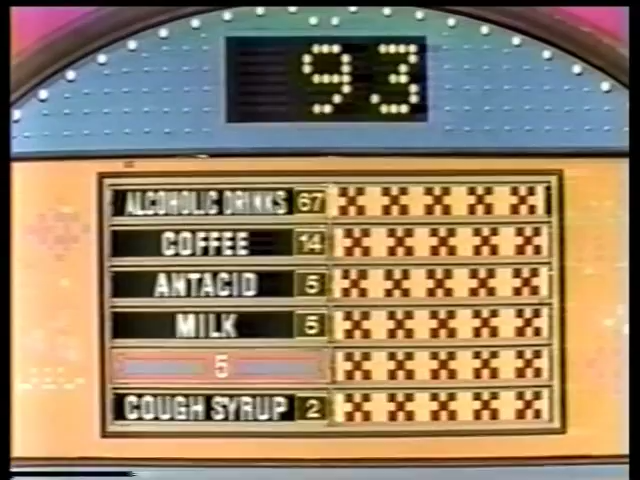 93
ALCOHOLIC DRINKS 67
COFFEE 14
ANTACID 5
MILK 5
5
COUGH SYRUP 2